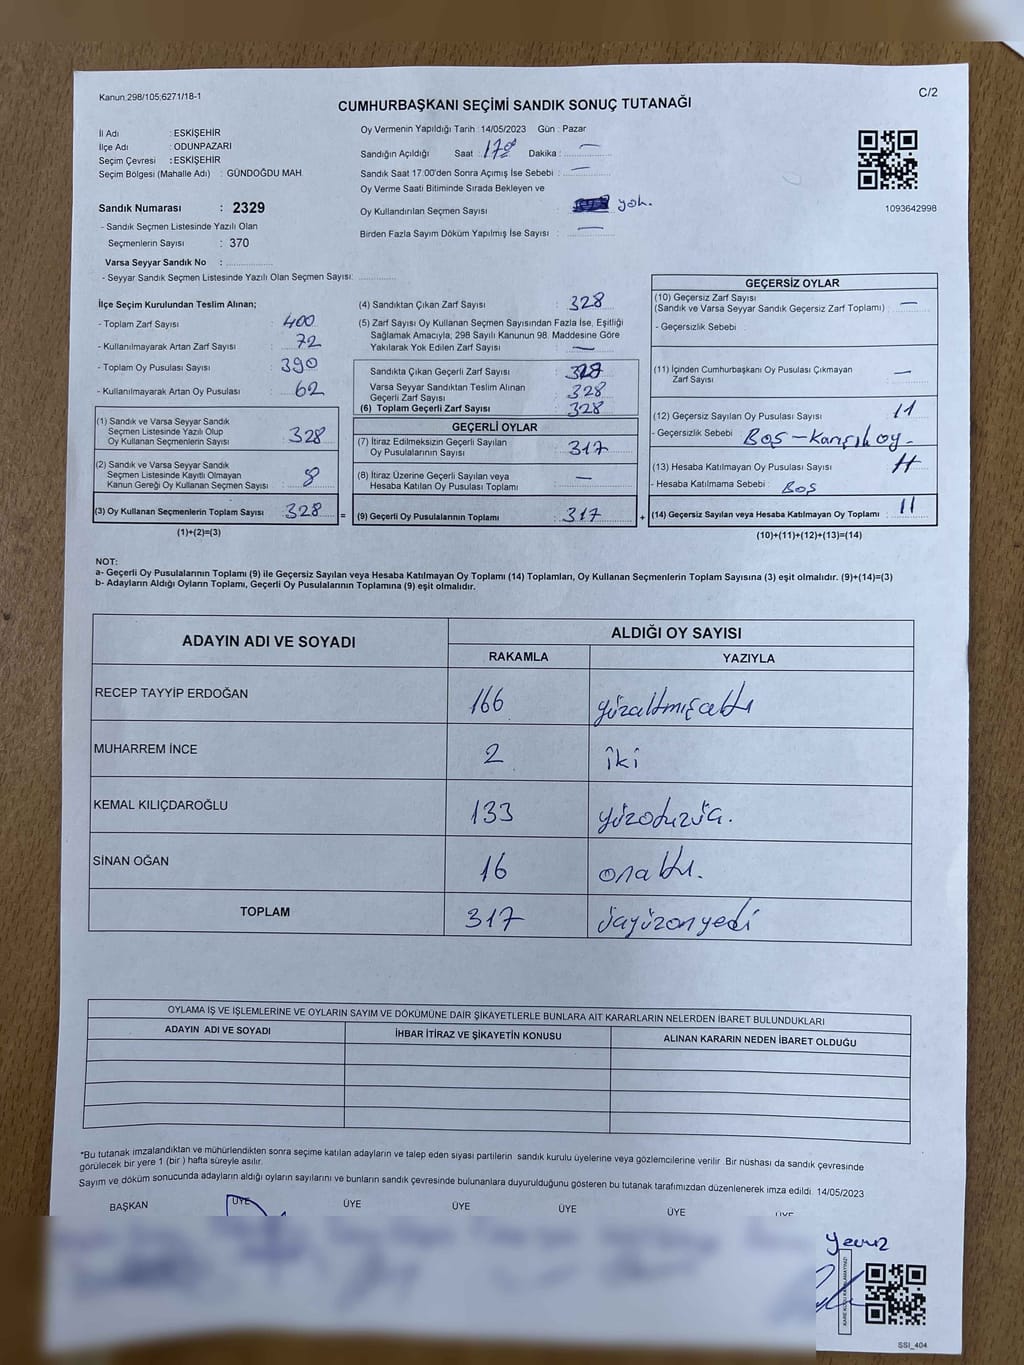 Kanun:298/105;6271/18-1
C/2
CUMHURBAŞKANI SEÇİMİ SANDIK SONUÇ TUTANAĞI
İl Adı : ESKİŞEHİR
İlçe Adı : ODUNPAZARI
Seçim Çevresi : ESKİŞEHİR
Seçim Bölgesi (Mahalle Adı) : GÜNDOĞDU MAH.
Oy Vermenin Yapıldığı Tarih : 14/05/2023 Gün : Pazar
Sandığın Açıldığı Saat : 17 Dakika : —
Sandık Saat 17:00'den Sonra Açımış İse Sebebi : —
Oy Verme Saati Bitiminde Sırada Bekleyen ve
Oy Kullandırılan Seçmen Sayısı : yok.
Birden Fazla Sayım Döküm Yapılmış İse Sayısı : —
1093642998
Sandık Numarası : 2329
- Sandık Seçmen Listesinde Yazılı Olan
Seçmenlerin Sayısı : 370
Varsa Seyyar Sandık No :
- Seyyar Sandık Seçmen Listesinde Yazılı Olan Seçmen Sayısı:
İlçe Seçim Kurulundan Teslim Alınan;
- Toplam Zarf Sayısı : 400
- Kullanılmayarak Artan Zarf Sayısı : 72
- Toplam Oy Pusulası Sayısı : 390
- Kullanılmayarak Artan Oy Pusulası : 62
(1) Sandık ve Varsa Seyyar Sandık
Seçmen Listesinde Yazılı Olup
Oy Kullanan Seçmenlerin Sayısı : 328
(2) Sandık ve Varsa Seyyar Sandık
Seçmen Listesinde Kayıtlı Olmayan
Kanun Gereği Oy Kullanan Seçmen Sayısı :
(3) Oy Kullanan Seçmenlerin Toplam Sayısı : 328
(1)+(2)=(3)
(4) Sandıktan Çıkan Zarf Sayısı : 328
(5) Zarf Sayısı Oy Kullanan Seçmen Sayısından Fazla İse, Eşitliği
Sağlamak Amacıyla, 298 Sayılı Kanunun 98. Maddesine Göre
Yakılarak Yok Edilen Zarf Sayısı : —
Sandıkta Çıkan Geçerli Zarf Sayısı : 328
Varsa Seyyar Sandıktan Teslim Alınan
Geçerli Zarf Sayısı : 328
(6) Toplam Geçerli Zarf Sayısı : 328
GEÇERLİ OYLAR
(7) İtiraz Edilmeksizin Geçerli Sayılan
Oy Pusulalarının Sayısı : 317
(8) İtiraz Üzerine Geçerli Sayılan veya
Hesaba Katılan Oy Pusulası Toplamı : —
= (9) Geçerli Oy Pusulalarının Toplamı : 317
GEÇERSİZ OYLAR
(10) Geçersiz Zarf Sayısı
(Sandık ve Varsa Seyyar Sandık Geçersiz Zarf Toplamı) : —
- Geçersizlik Sebebi :
(11) İçinden Cumhurbaşkanı Oy Pusulası Çıkmayan
Zarf Sayısı : —
(12) Geçersiz Sayılan Oy Pusulası Sayısı : 11
- Geçersizlik Sebebi : Boş – Karışık oy.
(13) Hesaba Katılmayan Oy Pusulası Sayısı :
- Hesaba Katılmama Sebebi : Boş
+ (14) Geçersiz Sayılan veya Hesaba Katılmayan Oy Toplamı : 11
(10)+(11)+(12)+(13)=(14)
NOT:
a- Geçerli Oy Pusulalarının Toplamı (9) ile Geçersiz Sayılan veya Hesaba Katılmayan Oy Toplamı (14) Toplamları, Oy Kullanan Seçmenlerin Toplam Sayısına (3) eşit olmalıdır. (9)+(14)=(3)
b- Adayların Aldığı Oyların Toplamı, Geçerli Oy Pusulalarının Toplamına (9) eşit olmalıdır.
ADAYIN ADI VE SOYADI
ALDIĞI OY SAYISI
RAKAMLA YAZIYLA
RECEP TAYYİP ERDOĞAN 166 yüzaltmışaltı
MUHARREM İNCE 2 iki
KEMAL KILIÇDAROĞLU 133 yüzotuzüç.
SİNAN OĞAN 16 onaltı.
TOPLAM 317 üçyüzonyedi
OYLAMA İŞ VE İŞLEMLERİNE VE OYLARIN SAYIM VE DÖKÜMÜNE DAİR ŞİKAYETLERLE BUNLARA AİT KARARLARIN NELERDEN İBARET BULUNDUKLARI
ADAYIN ADI VE SOYADI İHBAR İTİRAZ VE ŞİKAYETİN KONUSU ALINAN KARARIN NEDEN İBARET OLDUĞU
*Bu tutanak imzalandıktan ve mühürlendikten sonra seçime katılan adayların ve talep eden siyasi partilerin sandık kurulu üyelerine veya gözlemcilerine verilir. Bir nüshası da sandık çevresinde
görülecek bir yere 1 (bir) hafta süreyle asılır.
Sayım ve döküm sonucunda adayların aldığı oyların sayılarını ve bunların sandık çevresinde bulunanlara duyurulduğunu gösteren bu tutanak tarafımızdan düzenlenerek imza edildi. 14/05/2023
BAŞKAN ÜYE ÜYE ÜYE ÜYE ÜYE ÜYE
Yavuz
SSI_404